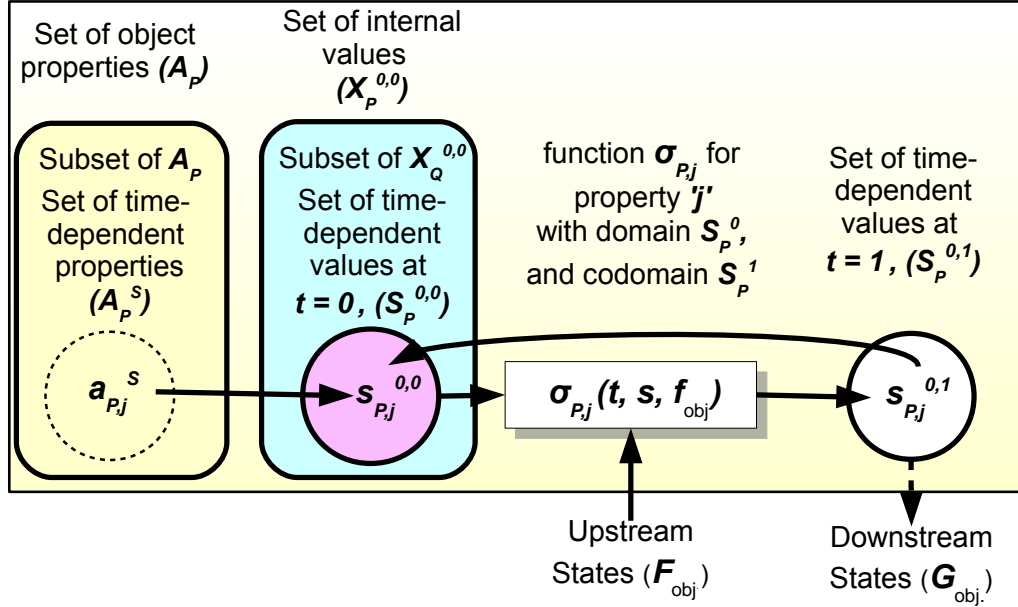 Set of object
properties (A_P)
Set of internal
values
(X_P^0,0)
Subset of A_P
Set of time-
dependent
properties
(A_P^S)
a_P,j^S
Subset of X_Q^0,0
Set of time-
dependent
values at
t = 0 , (S_P^0,0)
s_P,j^0,0
function σ_P,j for
property 'j'
with domain S_P^0,
and codomain S_P^1
σ_P,j (t, s, f_obj)
Set of time-
dependent
values at
t = 1 , (S_P^0,1)
s_P,j^0,1
Upstream
States ( F_obj.)
Downstream
States ( G_obj.)